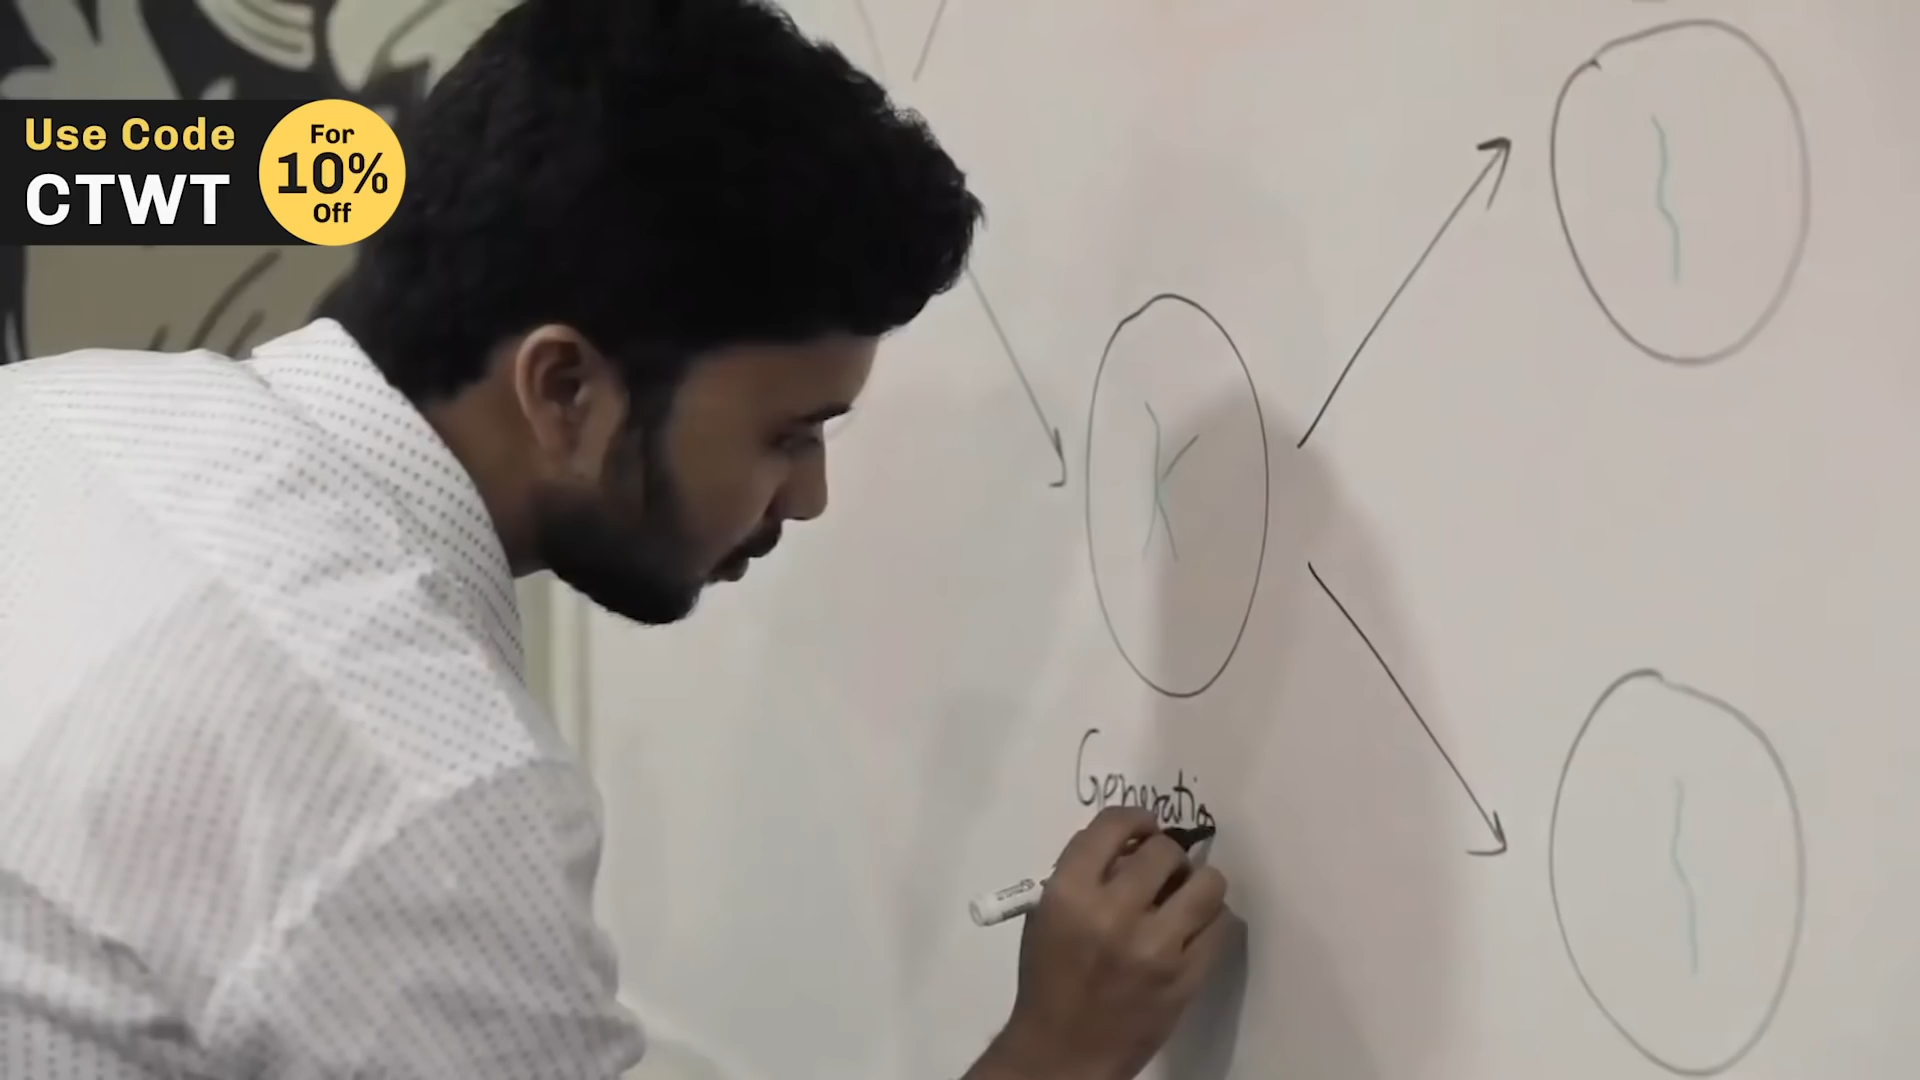 Use Code
CTWT
For
10%
Off
Generatio